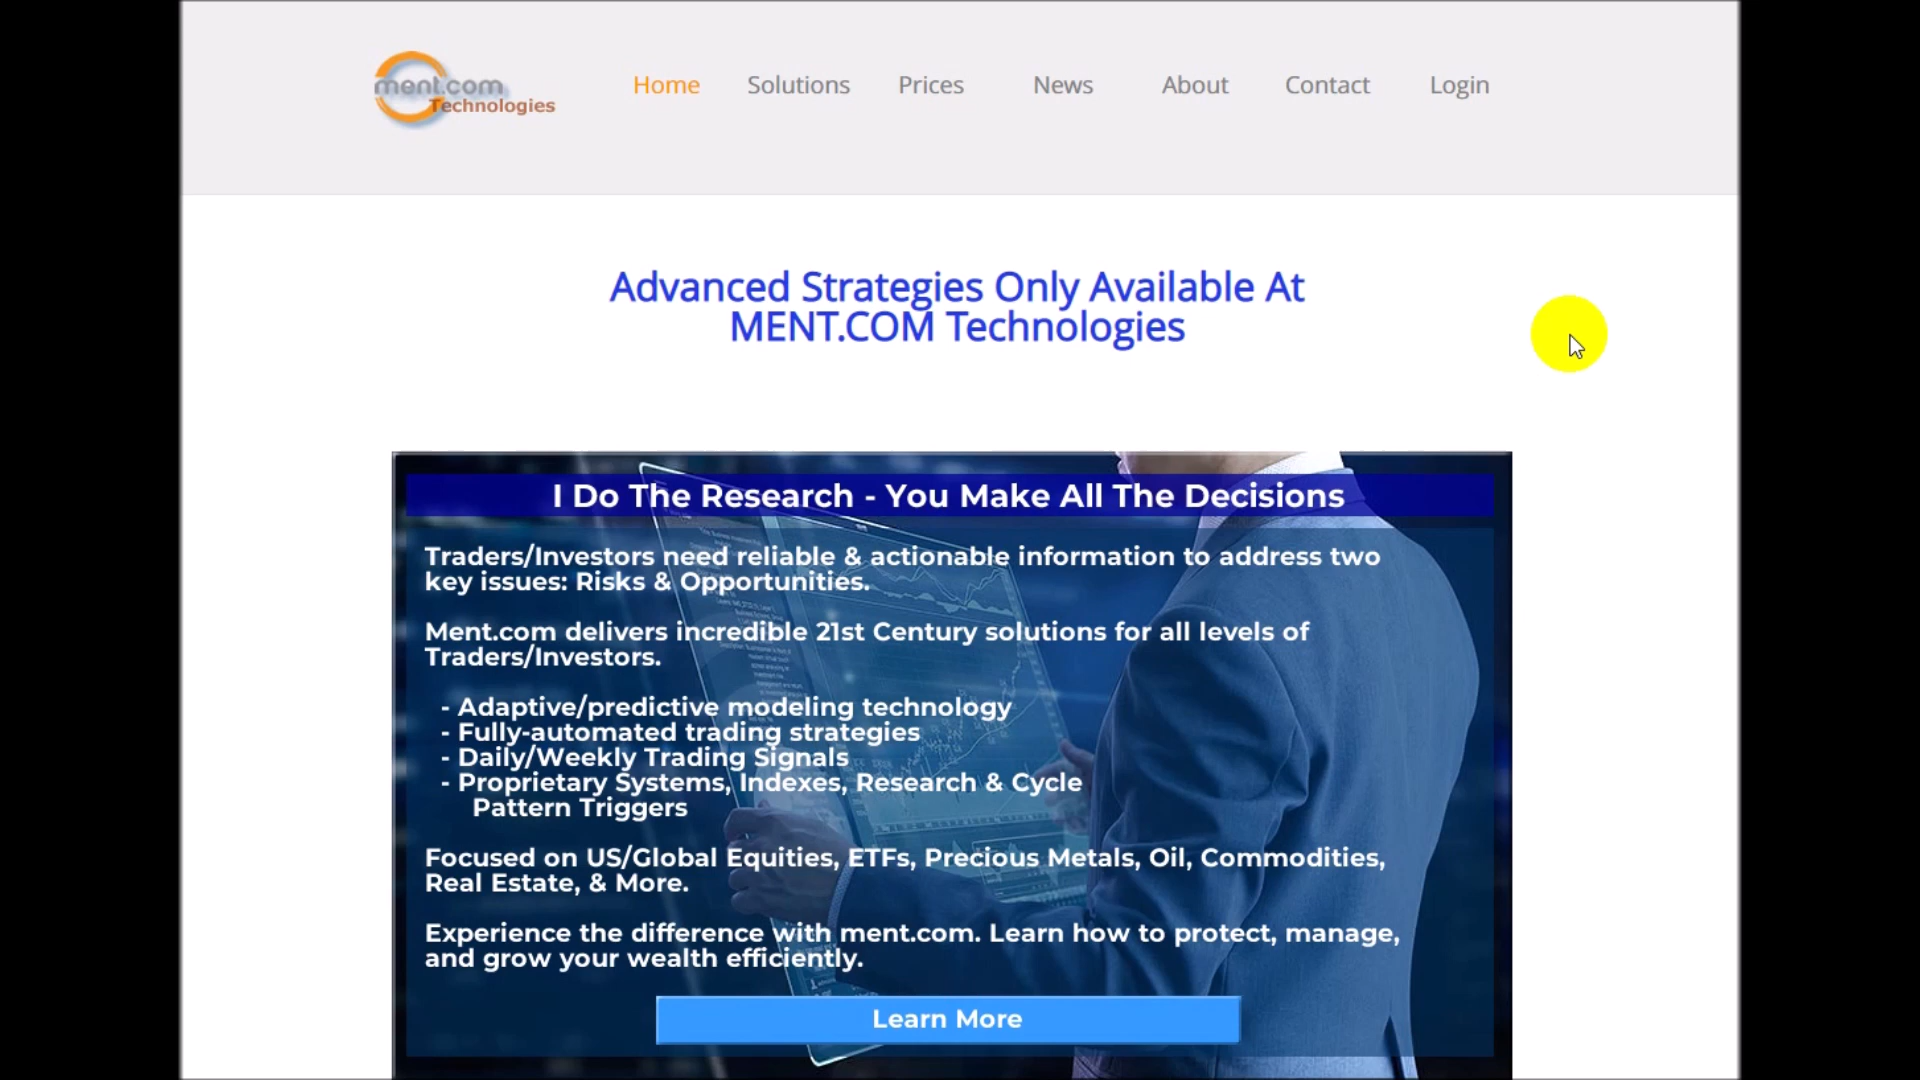 ment.com
Technologies
Home Solutions Prices News About Contact Login
Advanced Strategies Only Available At
MENT.COM Technologies
I Do The Research - You Make All The Decisions
Traders/Investors need reliable & actionable information to address two
key issues: Risks & Opportunities.
Ment.com delivers incredible 21st Century solutions for all levels of
Traders/Investors.
- Adaptive/predictive modeling technology
- Fully-automated trading strategies
- Daily/Weekly Trading Signals
- Proprietary Systems, Indexes, Research & Cycle
Pattern Triggers
Focused on US/Global Equities, ETFs, Precious Metals, Oil, Commodities,
Real Estate, & More.
Experience the difference with ment.com. Learn how to protect, manage,
and grow your wealth efficiently.
Learn More